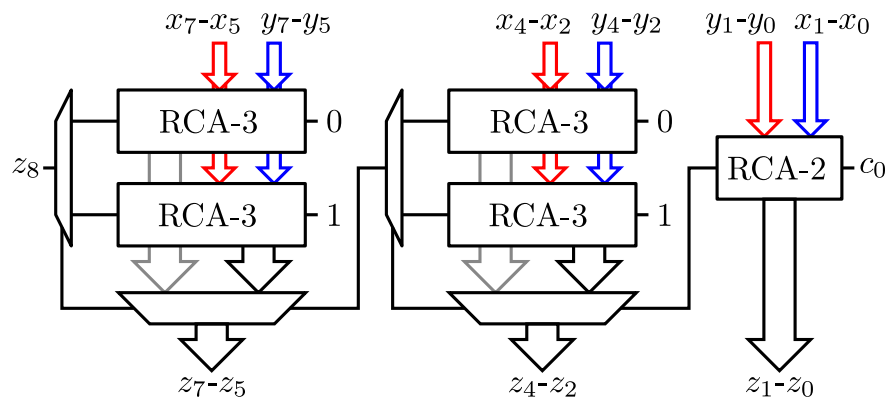 x₇-x₅ y₇-y₅ x₄-x₂ y₄-y₂ y₁-y₀ x₁-x₀
RCA-3 0 RCA-3 0
z₈ RCA-2 c₀
RCA-3 1 RCA-3 1
z₇-z₅ z₄-z₂ z₁-z₀